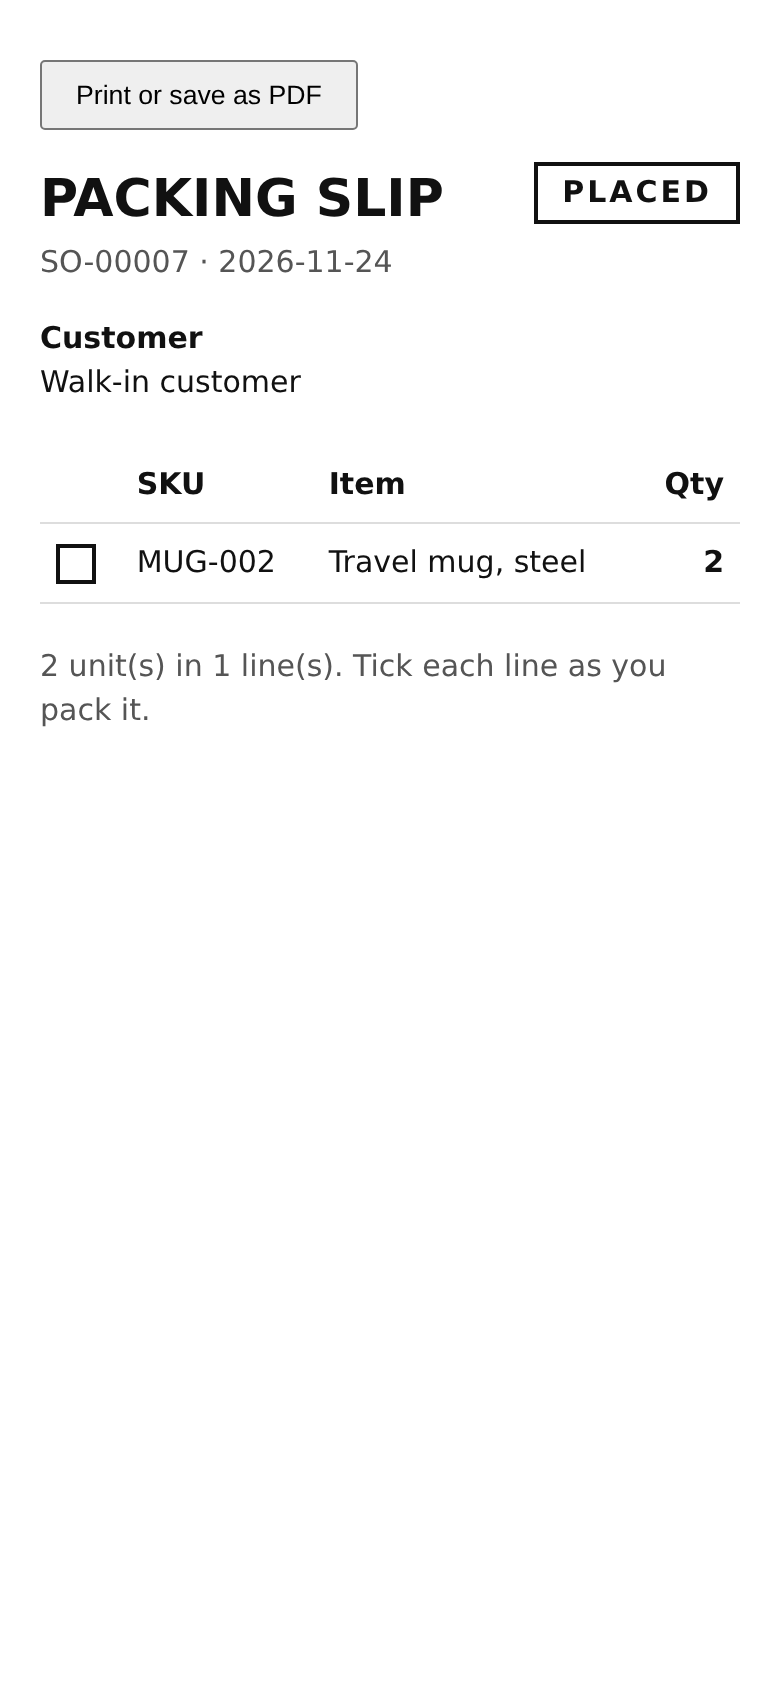 Print or save as PDF
PACKING SLIP
PLACED
SO-00007 · 2026-11-24
Customer
Walk-in customer
SKU Item Qty
MUG-002 Travel mug, steel 2
2 unit(s) in 1 line(s). Tick each line as you
pack it.